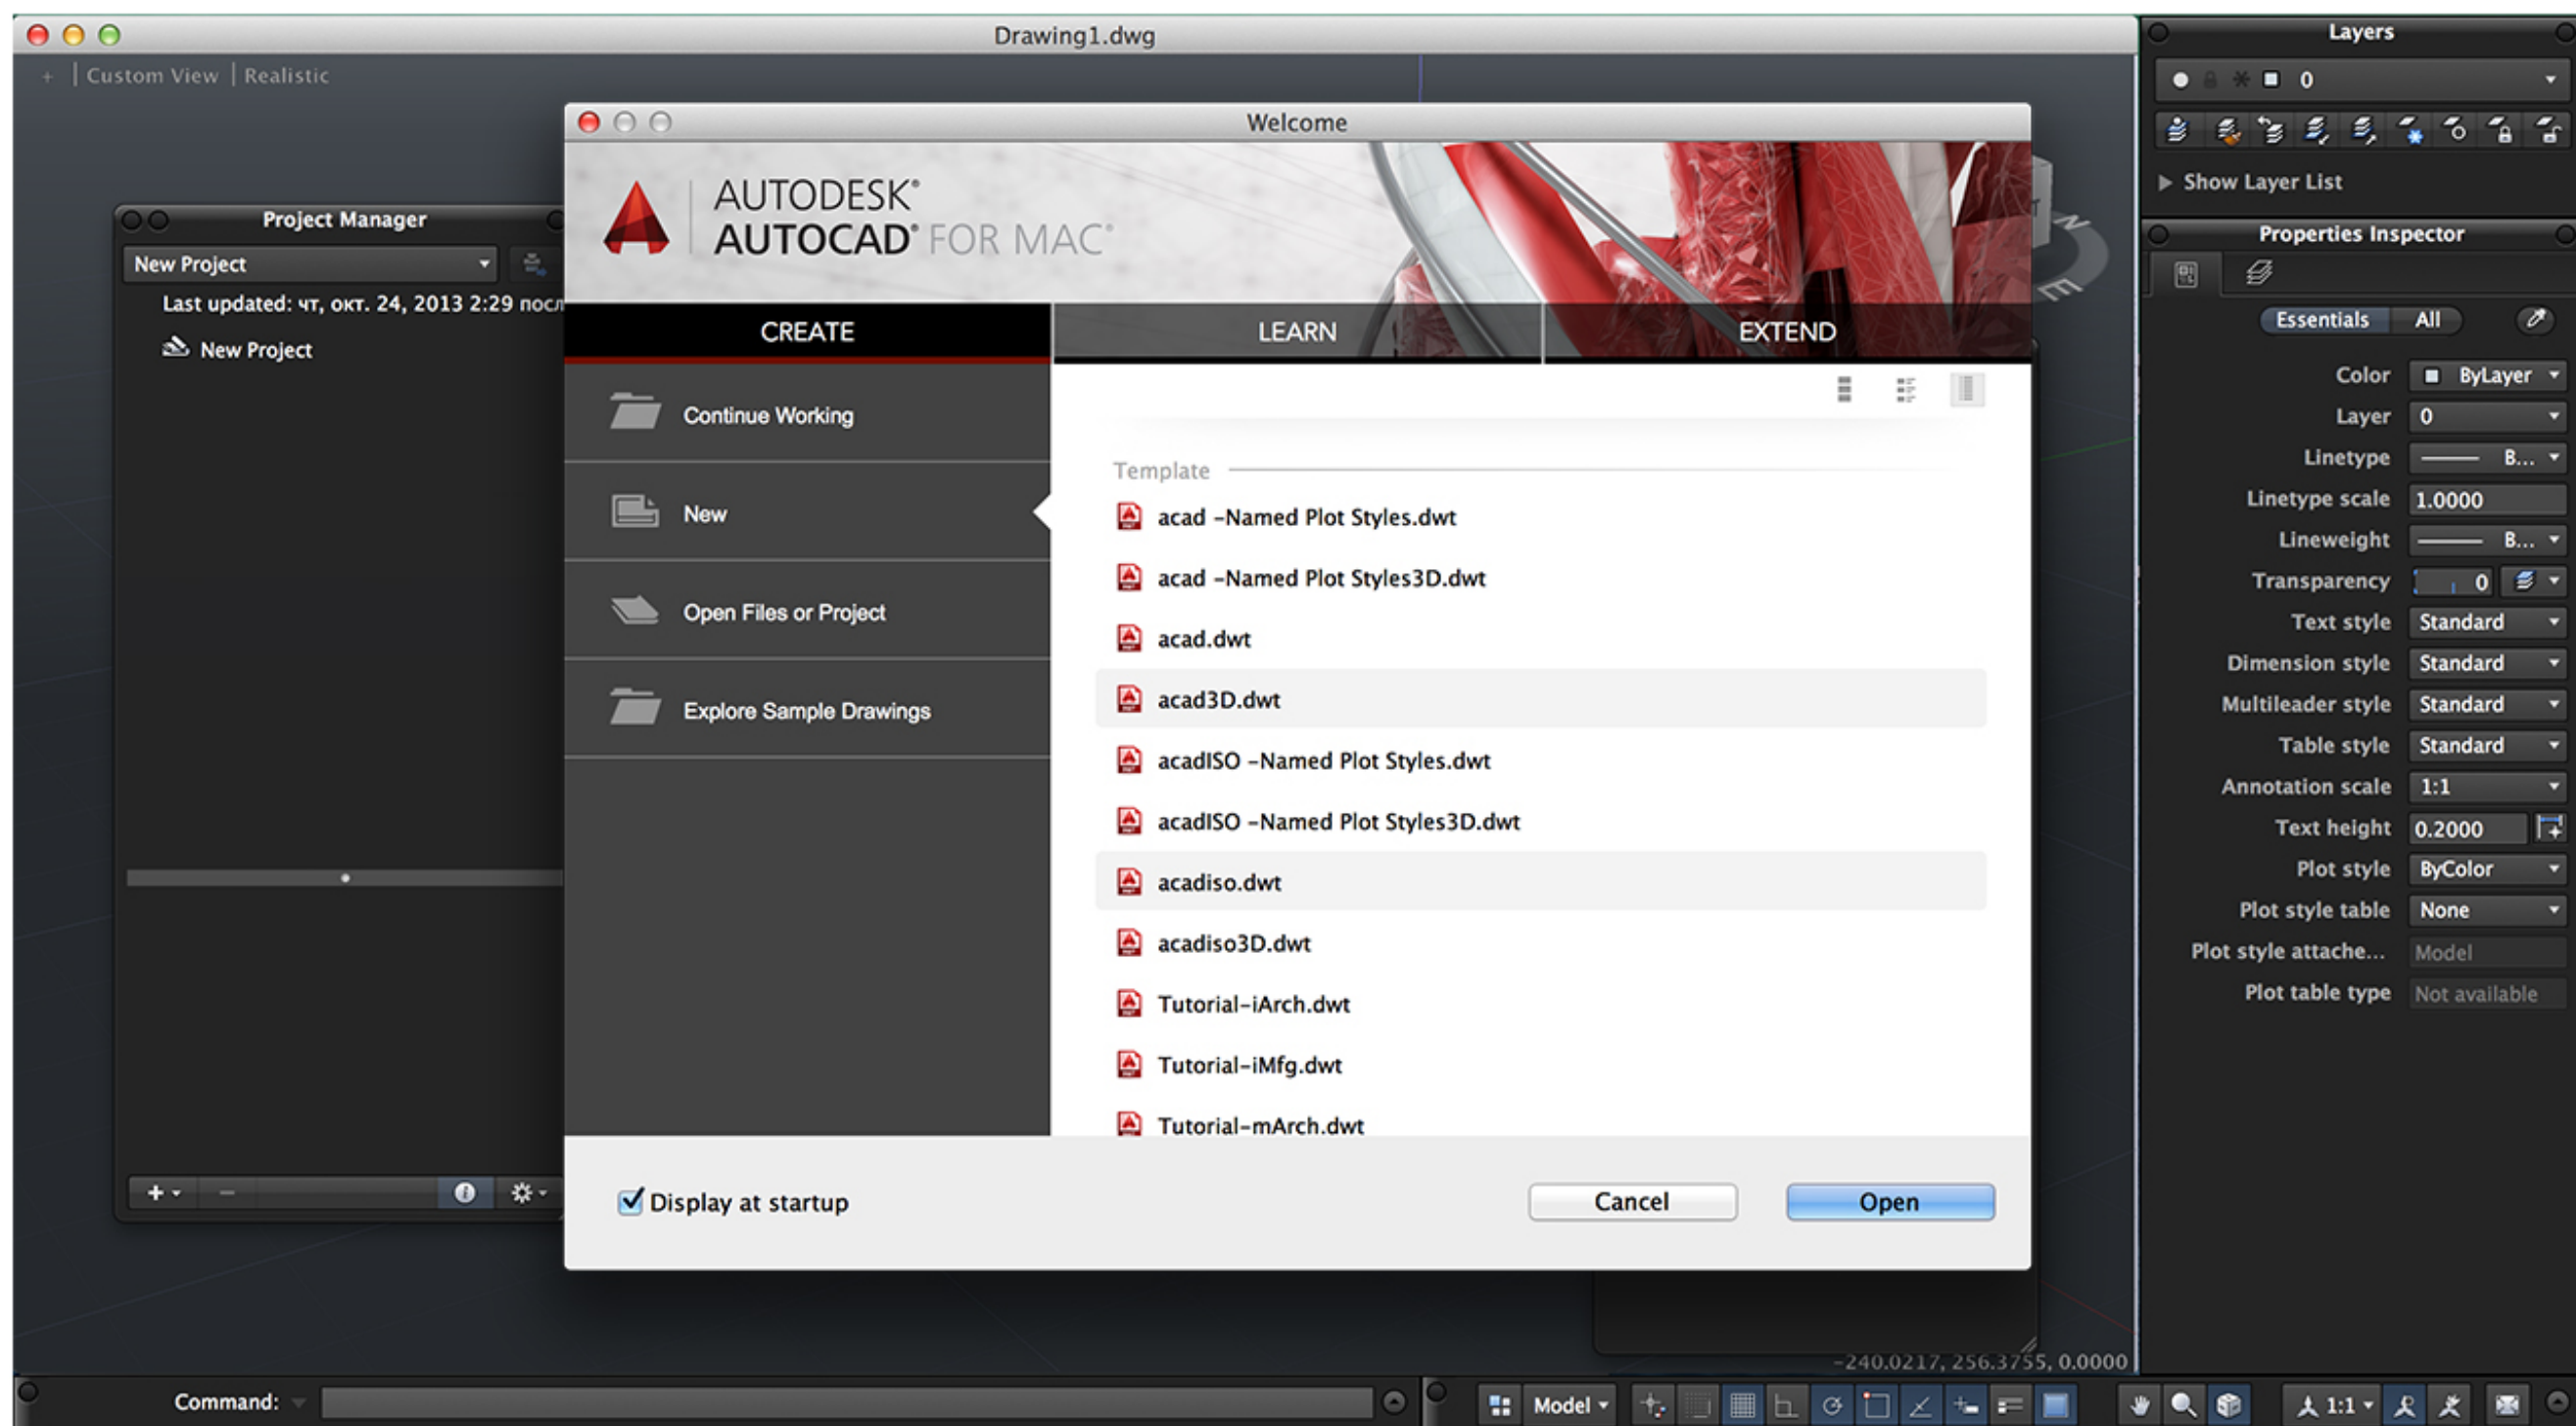 Drawing1.dwg
+ | Custom View | Realistic
Project Manager
New Project
Last updated: чт, окт. 24, 2013 2:29
New Project
Welcome
AUTODESK®
AUTOCAD® FOR MAC®
CREATE
LEARN
EXTEND
Continue Working
New
Open Files or Project
Explore Sample Drawings
Template
acad -Named Plot Styles.dwt
acad -Named Plot Styles3D.dwt
acad.dwt
acad3D.dwt
acadISO -Named Plot Styles.dwt
acadISO -Named Plot Styles3D.dwt
acadiso.dwt
acadiso3D.dwt
Tutorial-iArch.dwt
Tutorial-iMfg.dwt
Tutorial-mArch.dwt
Display at startup
Cancel
Open
N
E
-240.0217, 256.3755, 0.0000
Command:
Model
1:1
Layers
0
Show Layer List
Properties Inspector
Essentials
All
Color ByLayer
Layer 0
Linetype B...
Linetype scale 1.0000
Lineweight B...
Transparency 0
Text style Standard
Dimension style Standard
Multileader style Standard
Table style Standard
Annotation scale 1:1
Text height 0.2000
Plot style ByColor
Plot style table None
Plot style attache... Model
Plot table type Not available